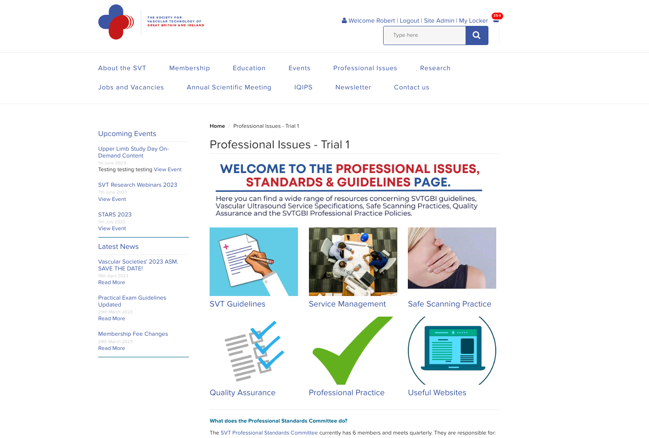 THE SOCIETY FOR
VASCULAR TECHNOLOGY OF
GREAT BRITAIN AND IRELAND
Welcome Robert | Logout | Site Admin | My Locker
254
Type here
About the SVT
Membership
Education
Events
Professional Issues
Research
Jobs and Vacancies
Annual Scientific Meeting
IQIPS
Newsletter
Contact us
Upcoming Events
Upper Limb Study Day On-
Demand Content
Testing testing testing View Event
SVT Research Webinars 2023
View Event
STARS 2023
View Event
Latest News
Vascular Societies' 2023 ASM.
SAVE THE DATE!
Read More
Practical Exam Guidelines
Updated
Read More
Membership Fee Changes
Read More
Home
Professional Issues - Trial 1
Professional Issues - Trial 1
WELCOME TO THE PROFESSIONAL ISSUES,
STANDARDS & GUIDELINES PAGE.
Here you can find a wide range of resources concerning SVTGBI guidelines,
Vascular Ultrasound Service Specifications, Safe Scanning Practices, Quality
Assurance and the SVTGBI Professional Practice Policies.
SVT Guidelines
Service Management
Safe Scanning Practice
Quality Assurance
Professional Practice
Useful Websites
What does the Professional Standards Committee do?
The SVT Professional Standards Committee currently has 6 members and meets quarterly. They are responsible for: